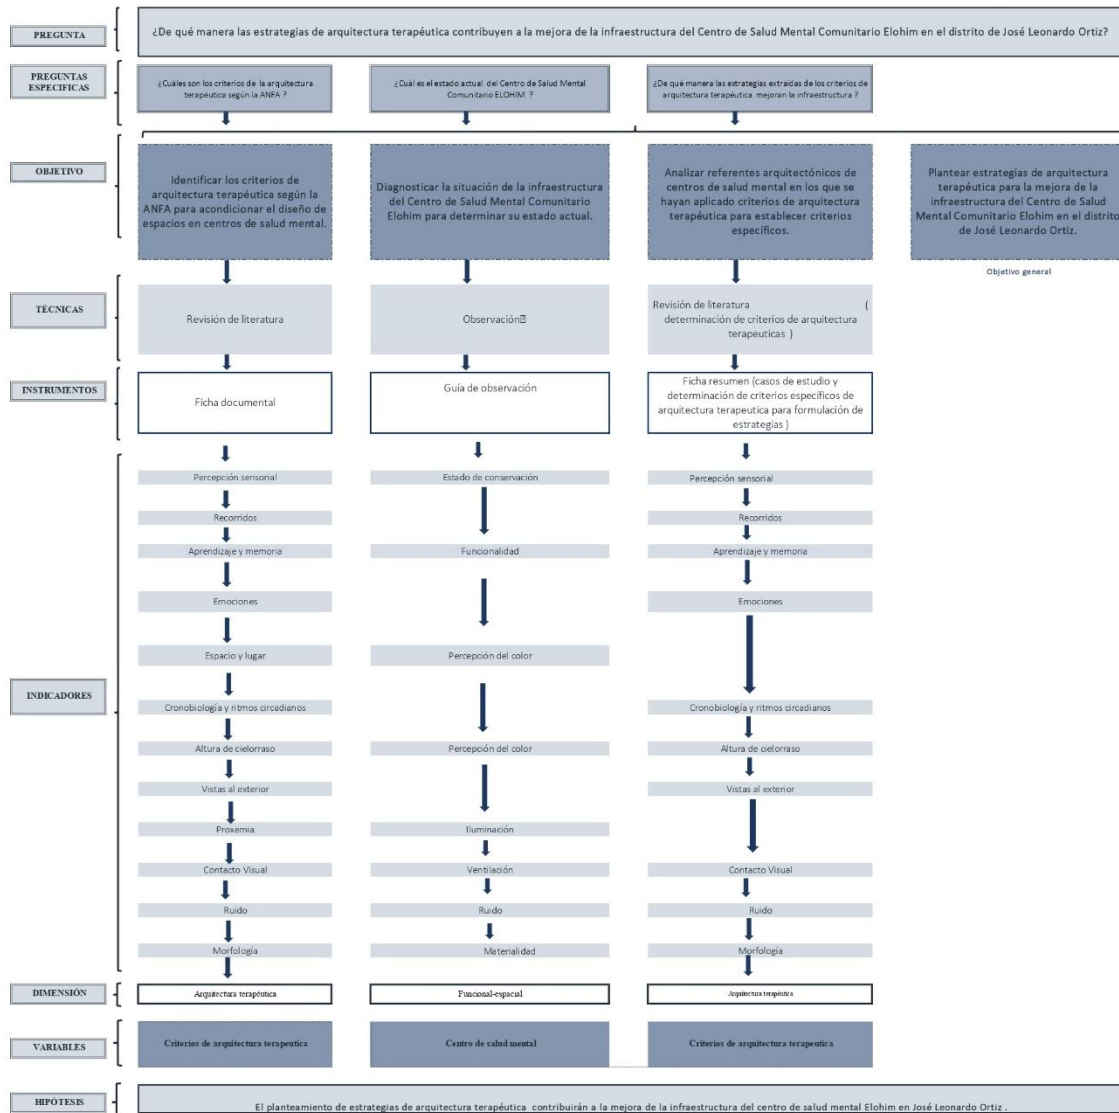 PREGUNTA
¿De qué manera las estrategias de arquitectura terapéutica contribuyen a la mejora de la infraestructura del Centro de Salud Mental Comunitario Elohim en el distrito de José Leonardo Ortiz?
PREGUNTAS
ESPECIFICAS
¿Cuáles son los criterios de la arquitectura
terapéutica según la ANFA ?
¿Cuál es el estado actual del Centro de Salud Mental
Comunitario ELOHIM ?
¿De qué manera las estrategias extraidas de los criterios de
arquitectura terapéutica mejoran la infraestructura ?
OBJETIVO
Identificar los criterios de
arquitectura terapéutica según la
ANFA para acondicionar el diseño de
espacios en centros de salud mental.
Diagnosticar la situación de la infraestructura
del Centro de Salud Mental Comunitario
Elohim para determinar su estado actual.
Analizar referentes arquitectónicos de
centros de salud mental en los que se
hayan aplicado criterios de arquitectura
terapéutica para establecer criterios
específicos.
Plantear estrategias de arquitectura
terapéutica para la mejora de la
infraestructura del Centro de Salud
Mental Comunitario Elohim en el distrito
de José Leonardo Ortiz.
Objetivo general
TÉCNICAS
Revisión de literatura
Observación
Revisión de literatura (
determinación de criterios de arquitectura
terapeuticas )
INSTRUMENTOS
Ficha documental
Guía de observación
Ficha resumen (casos de estudio y
determinación de criterios específicos de
arquitectura terapeutica para formulación de
estrategias )
INDICADORES
Percepción sensorial
Recorridos
Aprendizaje y memoria
Emociones
Espacio y lugar
Cronobiología y ritmos circadianos
Altura de cielorraso
Vistas al exterior
Proxemia
Contacto Visual
Ruido
Morfología
Estado de conservación
Funcionalidad
Percepción del color
Percepción del color
Iluminación
Ventilación
Ruido
Materialidad
Percepción sensorial
Recorridos
Aprendizaje y memoria
Emociones
Cronobiología y ritmos circadianos
Altura de cielorraso
Vistas al exterior
Contacto Visual
Ruido
Morfología
DIMENSIÓN
Arquitectura terapéutica
Funcional-espacial
Arquitectura terapéutica
VARIABLES
Criterios de arquitectura terapeutica
Centro de salud mental
Criterios de arquitectura terapeutica
HIPÓTESIS
El planteamiento de estrategias de arquitectura terapéutica contribuirán a la mejora de la infraestructura del centro de salud mental Elohim en José Leonardo Ortiz .